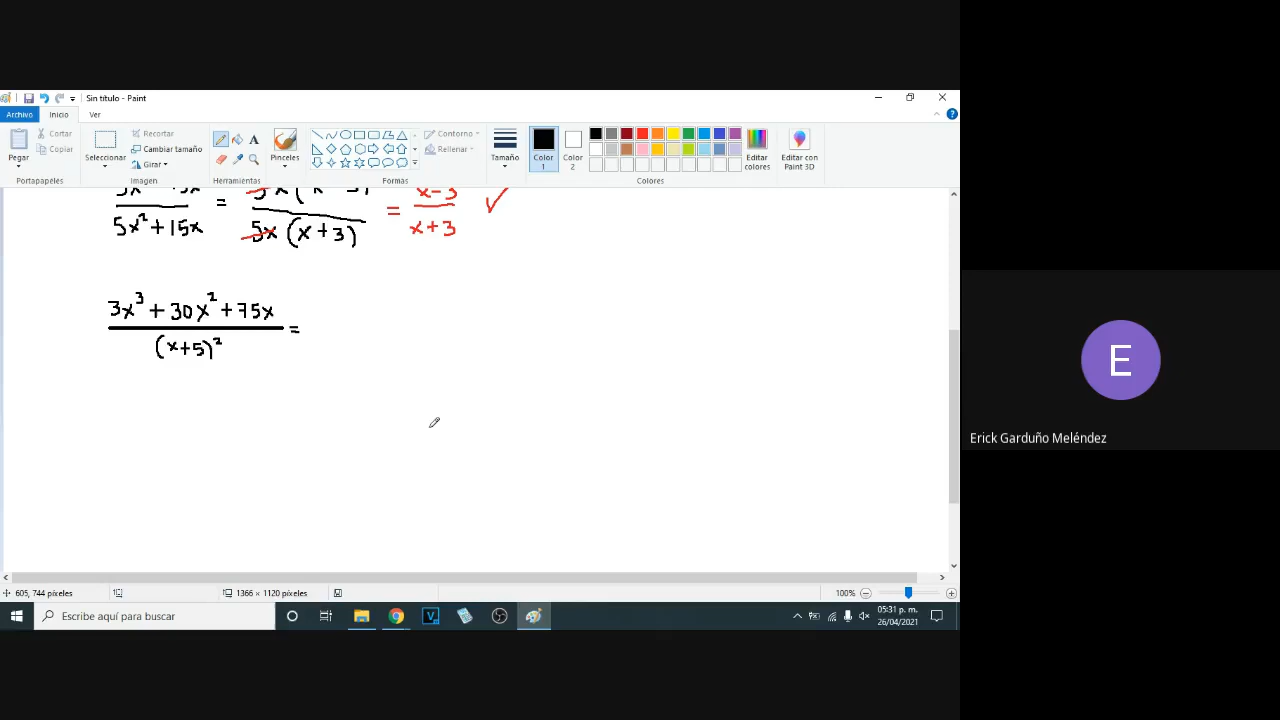 Sin título - Paint
Archivo Inicio Ver
Pegar
Cortar
Copiar
Portapapeles
Seleccionar
Recortar
Cambiar tamaño
Girar
Imagen
A
Herramientas
Pinceles
Contorno
Rellenar
Formas
Tamaño
Color 1
Color 2
Editar colores
Editar con Paint 3D
Colores
x-3
5x²+15x = 5x(x+3) = x+3
3x³+30x²+75x
(x+5)² =
E
Erick Garduño Meléndez
605, 744 píxeles
1366 × 1120 píxeles
100%
Escribe aquí para buscar
V
05:31 p. m.
26/04/2021